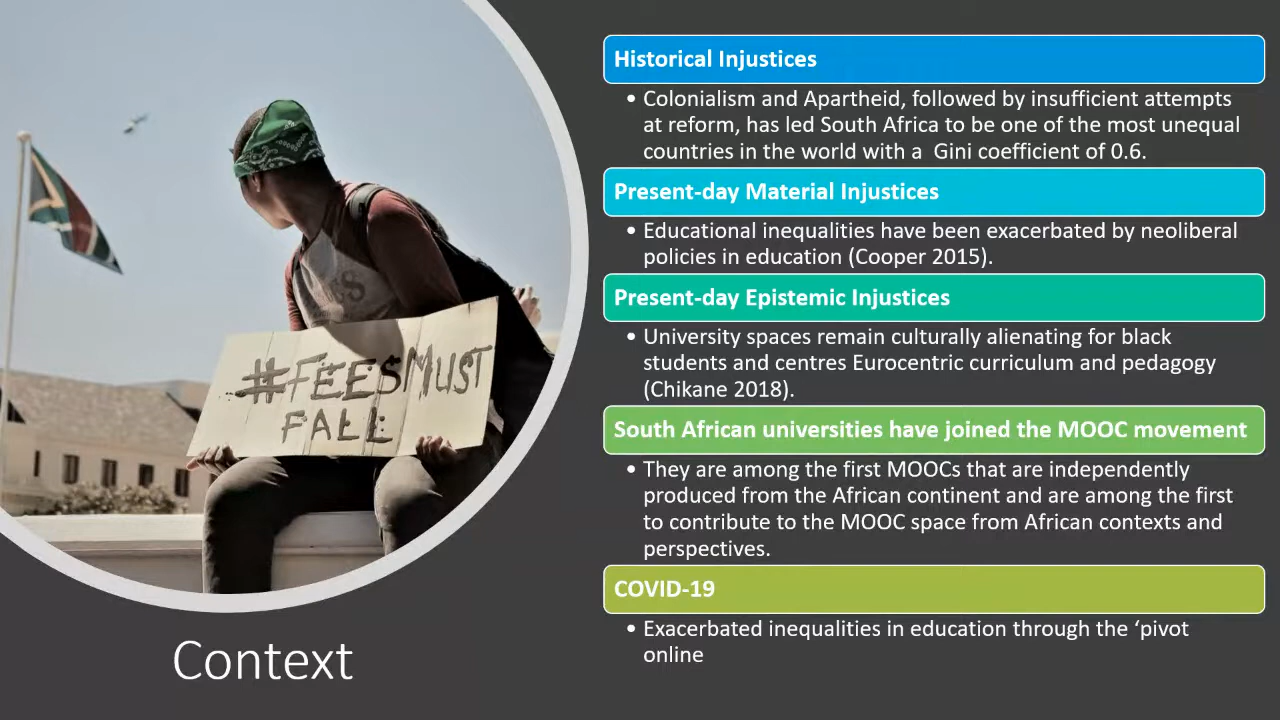 Historical Injustices
• Colonialism and Apartheid, followed by insufficient attempts
at reform, has led South Africa to be one of the most unequal
countries in the world with a  Gini coefficient of 0.6.
Present-day Material Injustices
• Educational inequalities have been exacerbated by neoliberal
policies in education (Cooper 2015).
Present-day Epistemic Injustices
• University spaces remain culturally alienating for black
students and centres Eurocentric curriculum and pedagogy
(Chikane 2018).
South African universities have joined the MOOC movement
• They are among the first MOOCs that are independently
produced from the African continent and are among the first
to contribute to the MOOC space from African contexts and
perspectives.
COVID-19
• Exacerbated inequalities in education through the ‘pivot
online
#FEESMUST
FALL
Context